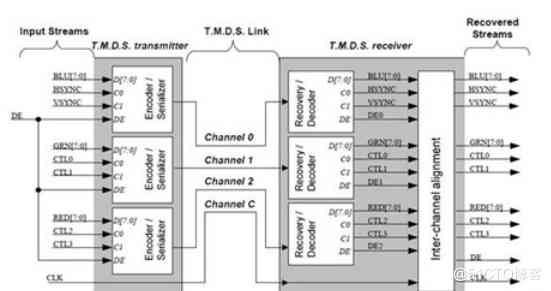 Input Streams
T.M.D.S. transmitter
T.M.D.S. Link
T.M.D.S. receiver
Recovered Streams
BLU[7:0]
HSYNC
VSYNC
DE
D[7:0]
C0
C1
DE
Encoder / Serializer
Channel 0
Recovery / Decoder
D[7:0]
C0
C1
DE
BLU[7:0]
HSYNC
VSYNC
DE0
BLU[7:0]
HSYNC
VSYNC
GRN[7:0]
CTL0
CTL1
D[7:0]
C0
C1
DE
Encoder / Serializer
Channel 1
Recovery / Decoder
D[7:0]
C0
C1
DE
GRN[7:0]
CTL0
CTL1
DE1
Inter-channel alignment
GRN[7:0]
CTL0
CTL1
RED[7:0]
CTL2
CTL3
D[7:0]
C0
C1
DE
Encoder / Serializer
Channel 2
Channel C
Recovery / Decoder
D[7:0]
C0
C1
DE
RED[7:0]
CTL2
CTL3
DE2
RED[7:0]
CTL2
CTL3
DE
CLK
CLK
@51CTO博客